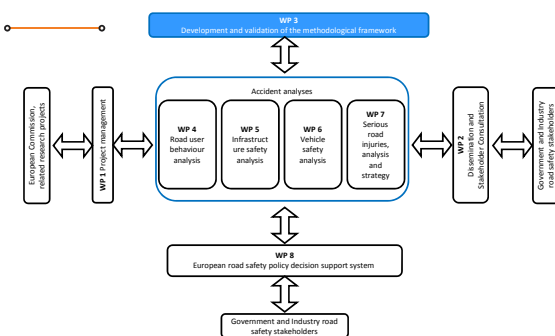 WP 3
Development and validation of the methodological framework
Accident analyses
European Commission,
related research projects
WP 1 Project management
WP 4
Road user
behaviour
analysis
WP 5
Infrastruct
ure safety
analysis
WP 6
Vehicle
safety
analysis
WP 7
Serious
road
injuries,
analysis
and
strategy
WP 2
Dissemination and
Stakeholder Consultation
Government and Industry
road safety stakeholders
WP 8
European road safety policy decision support system
Government and Industry road
safety stakeholders